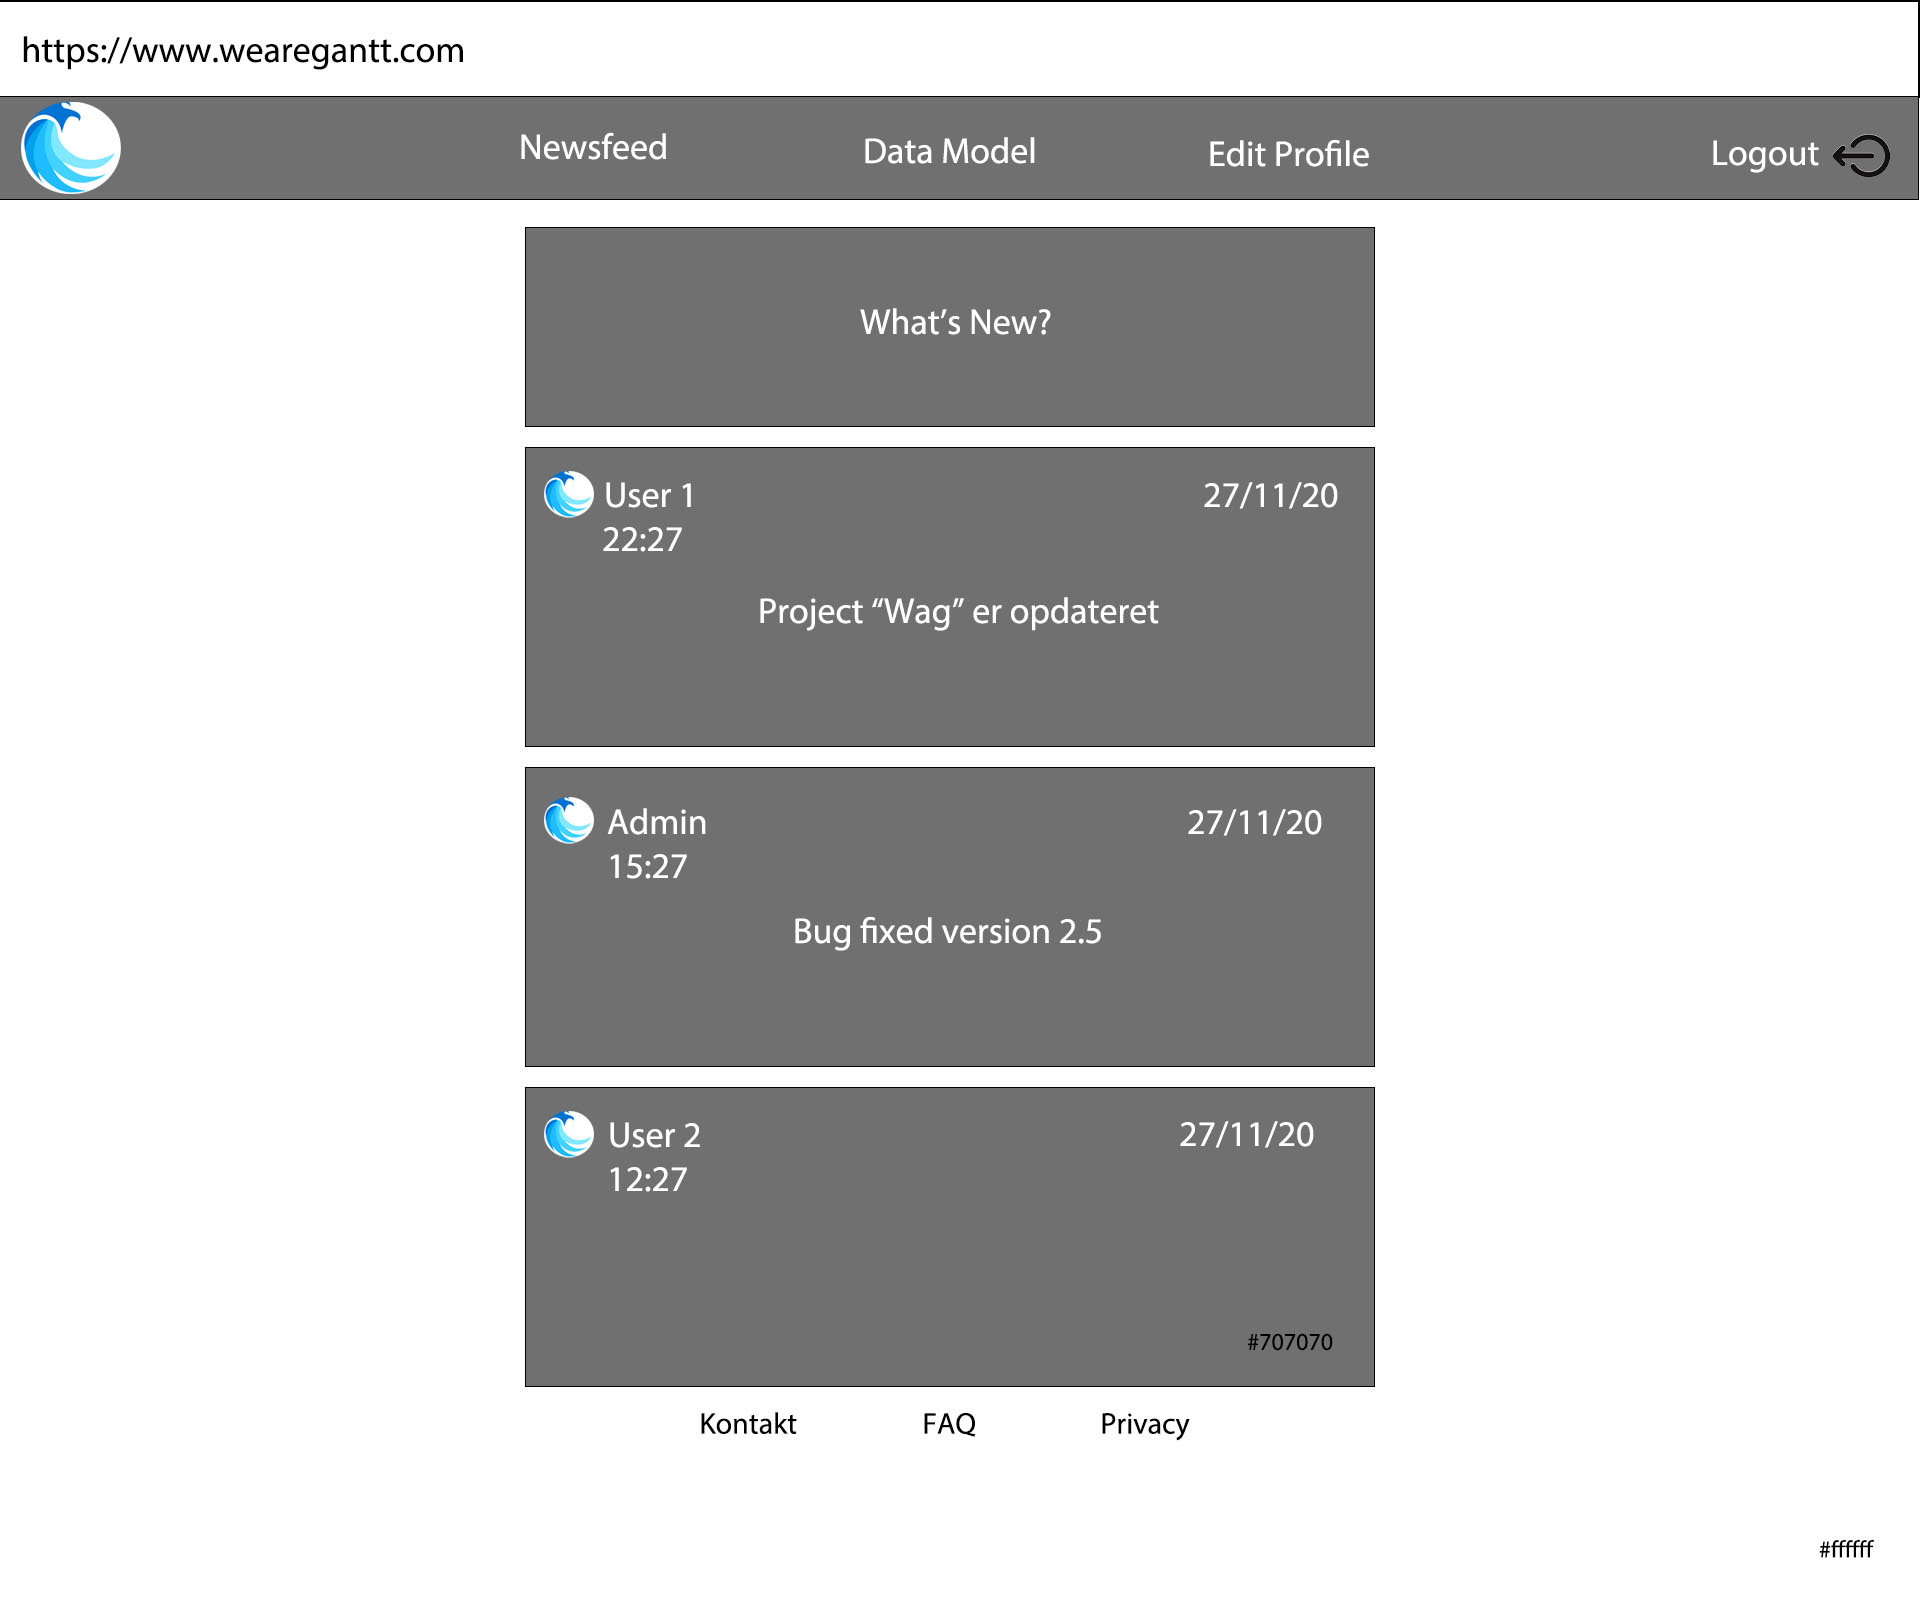 https://www.wearegantt.com
Newsfeed
Data Model
Edit Profile
Logout
What’s New?
User 1
27/11/20
22:27
Project “Wag” er opdateret
Admin
27/11/20
15:27
Bug fixed version 2.5
User 2
27/11/20
12:27
#707070
Kontakt
FAQ
Privacy
#ffffff